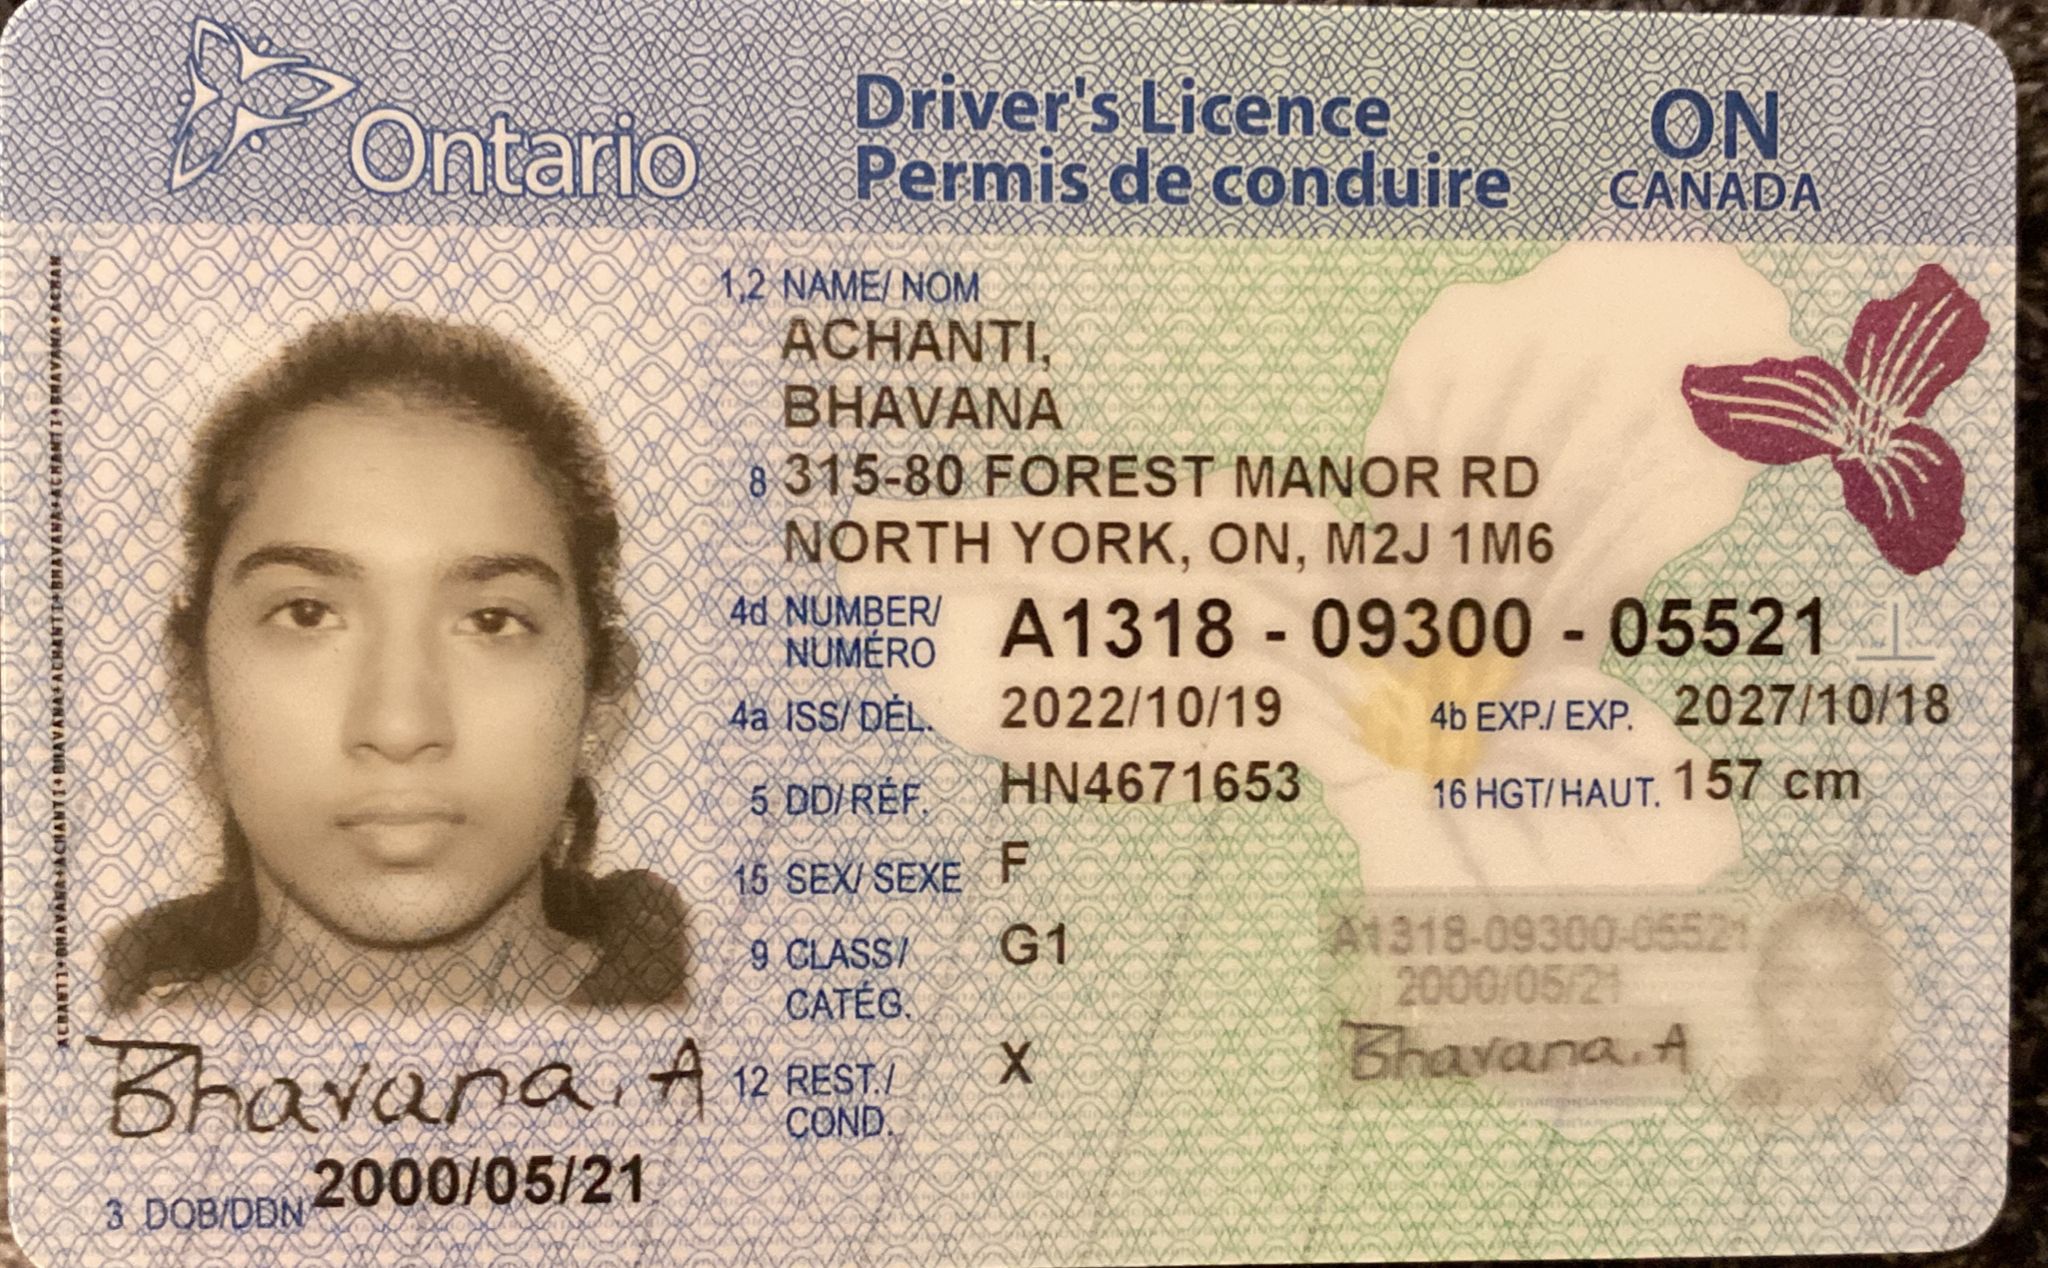 Ontario
Driver's Licence
Permis de conduire
ON
CANADA
1,2 NAME/ NOM
ACHANTI,
BHAVANA
8 315-80 FOREST MANOR RD
NORTH YORK, ON, M2J 1M6
4d NUMBER/ NUMÉRO A1318 - 09300 - 05521
4a ISS/ DÉL. 2022/10/19 4b EXP./ EXP. 2027/10/18
5 DD/RÉF. HN4671653 16 HGT/ HAUT. 157 cm
15 SEX/ SEXE F
9 CLASS/ CATÉG. G1
12 REST./ COND. X
A1318-09300-05521
2000/05/21
Bhavana.A
Bhavana.A
3 DOB/DDN 2000/05/21
ACHANTI+BHAVANA+ACHANTI+BHAVANA+ACHANTI+BHAVANA+ACHANTI+BHAVANA+ACHANTI+BHAVANA+ACHAN